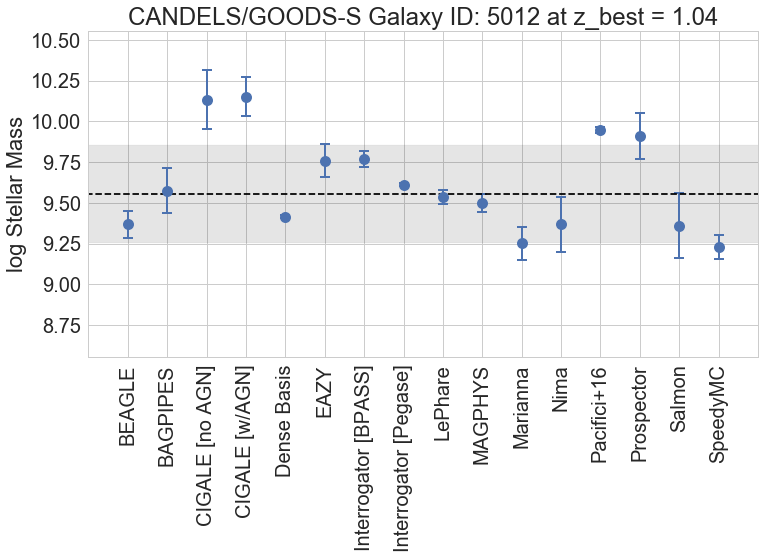 CANDELS/GOODS-S Galaxy ID: 5012 at z_best = 1.04
log Stellar Mass
10.50
10.25
10.00
9.75
9.50
9.25
9.00
8.75
BEAGLE
BAGPIPES
CIGALE [no AGN]
CIGALE [w/AGN]
Dense Basis
EAZY
Interrogator [BPASS]
Interrogator [Pegase]
LePhare
MAGPHYS
Marianna
Nima
Pacifici+16
Prospector
Salmon
SpeedyMC